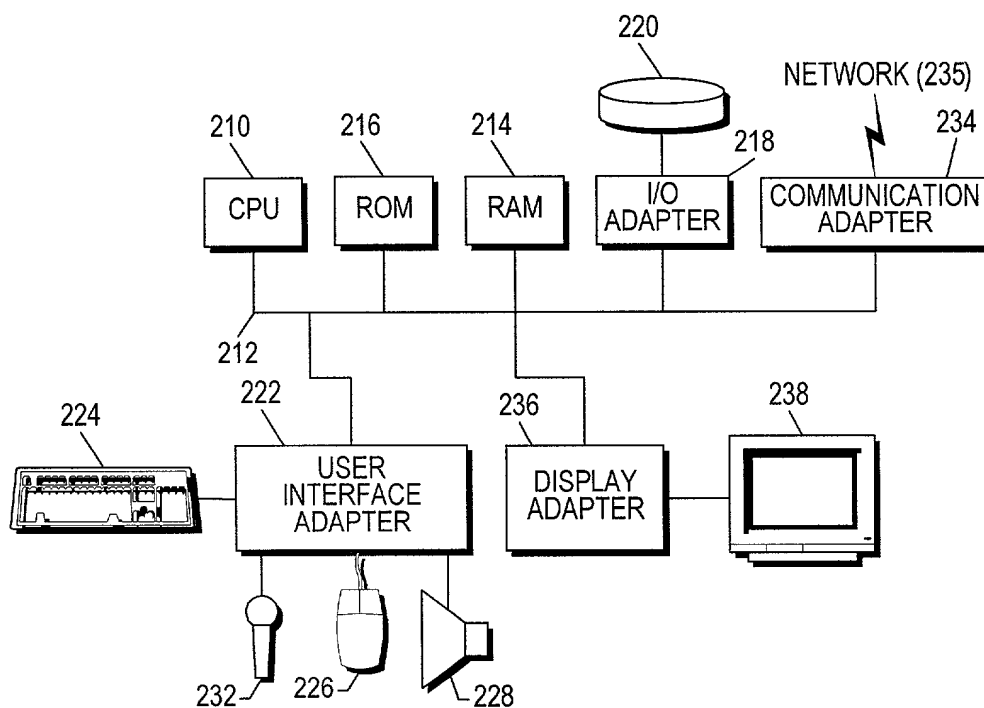 220
NETWORK (235)
210
216
214
218
234
CPU
ROM
RAM
I/O
ADAPTER
COMMUNICATION
ADAPTER
212
222
236
238
224
USER
INTERFACE
ADAPTER
DISPLAY
ADAPTER
232
226
228